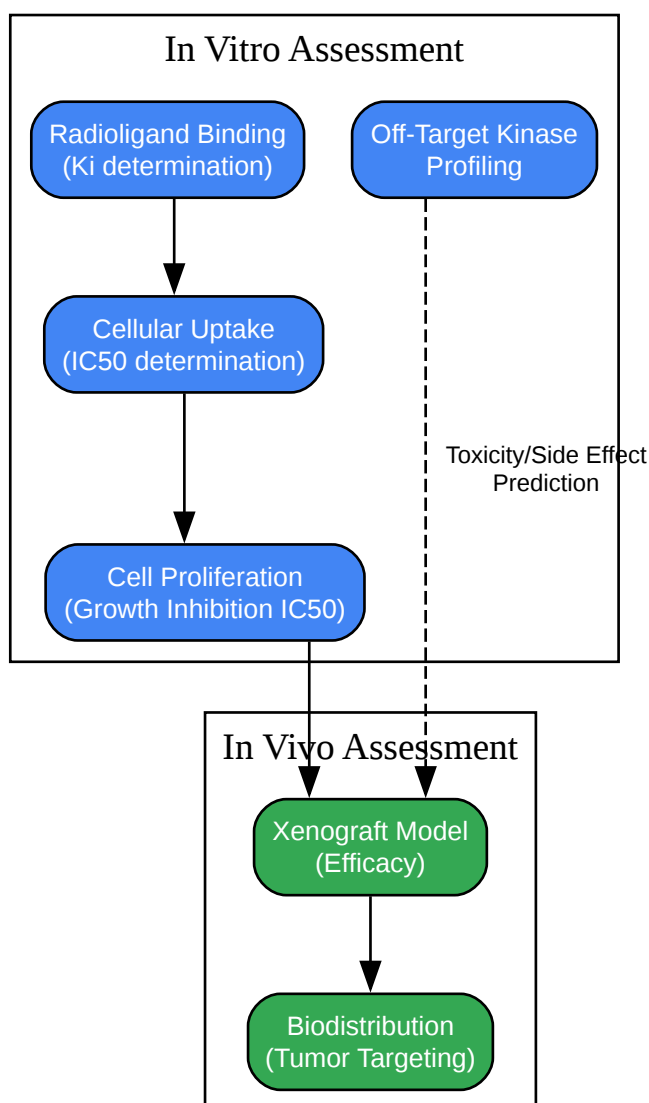 In Vitro Assessment
Radioligand Binding
(Ki determination)
Off-Target Kinase
Profiling
Cellular Uptake
(IC50 determination)
Toxicity/Side Effect
Prediction
Cell Proliferation
(Growth Inhibition IC50)
In Vivo Assessment
Xenograft Model
(Efficacy)
Biodistribution
(Tumor Targeting)